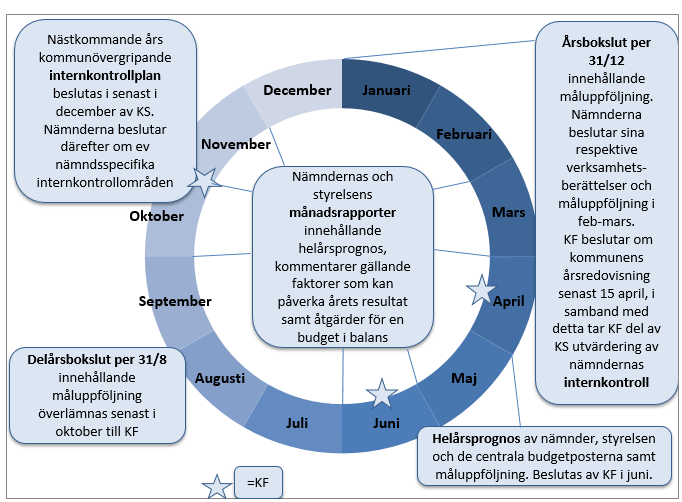 Nästkommande års
kommunövergripande
internkontrollplan
beslutas i senast i
december av KS.
Nämnderna beslutar
därefter om ev
nämndsspecifika
internkontrollområden
December
Januari
Februari
Mars
April
Maj
Juni
Juli
Augusti
September
Oktober
November
Årsbokslut per
31/12
innehållande
måluppföljning.
Nämnderna
beslutar sina
respektive
verksamhets-
berättelser och
måluppföljning i
feb-mars.
KF beslutar om
kommunens
årsredovisning
senast 15 april, i
samband med
detta tar KF del av
KS utvärdering av
nämndernas
internkontroll
Nämndernas och
styrelsens
månadsrapporter
innehållande
helårsprognos,
kommentarer gällande
faktorer som kan
påverka årets resultat
samt åtgärder för en
budget i balans
Delårsbokslut per 31/8
innehållande
måluppföljning
överlämnas senast i
oktober till KF
Helårsprognos av nämnder, styrelsen
och de centrala budgetposterna samt
måluppföljning. Beslutas av KF i juni.
=KF